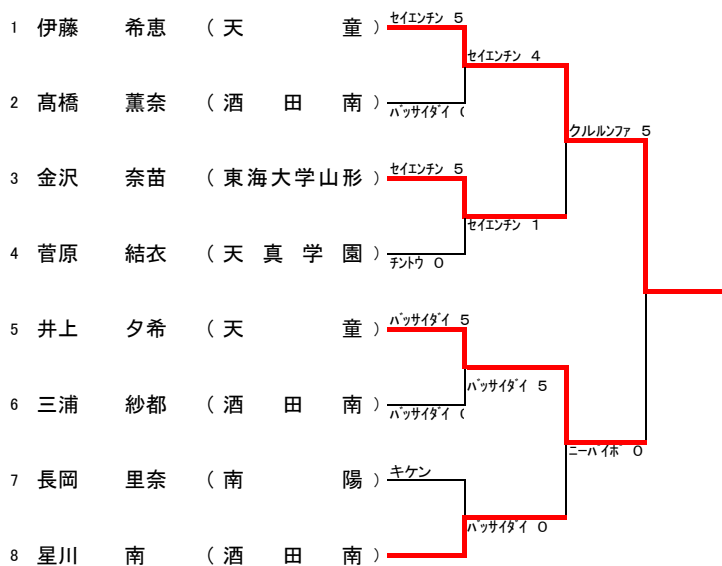 1 伊藤 希恵 (天 童) セイエンチン 5
セイエンチン 4
2 髙橋 薫奈 (酒 田 南) バッサイダイ 0
クルルンファ 5
3 金沢 奈苗 (東海大学山形) セイエンチン 5
セイエンチン 1
4 菅原 結衣 (天 真 学 園) チントウ 0
5 井上 夕希 (天 童) バッサイダイ 5
バッサイダイ 5
6 三浦 紗都 (酒 田 南) バッサイダイ 0
ニーパイポ 0
7 長岡 里奈 (南 陽) キケン
バッサイダイ 0
8 星川 南 (酒 田 南)